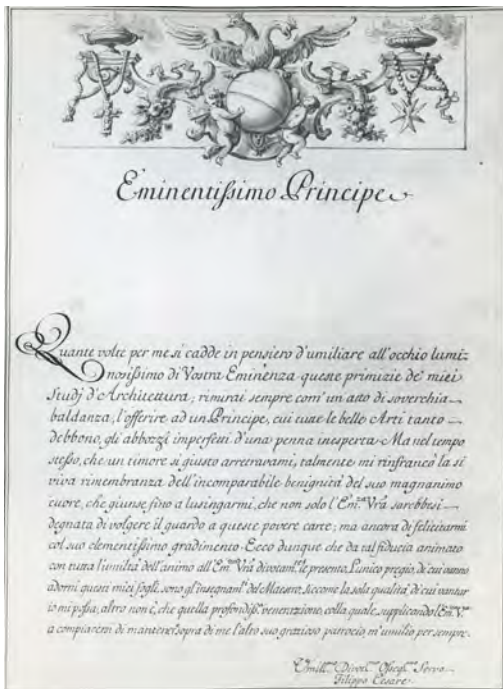 Eminentissimo Principe
Quante volte per me si cadde in pensiero d'umiliare all'occhio lumi=
nosissimo di Vostra Eminenza queste primizie de' miei
Studj d'Architettura; rimirai sempre com'un atto di soverchia
baldanza, l'offerire ad un Principe, cui tutte le belle Arti tanto
debbono, gli abbozzi imperfetti d'una penna inesperta. Ma nel tempo
stesso, che un timore si giusto arretravami, talmente mi rinfrancò la si
viva rimembranza dell'incomparabile benignità del suo magnanimo
cuore, che giunse fino a lusingarmi, che non solo l'Em.za Vrã sarebbesi
degnata di volgere il guardo a queste povere carte; ma ancora di felicitarmi
col suo clementissimo gradimento. Ecco dunque che da tal fiducia animato
con tutta l'umiltà dell'animo all'Em.za Vrã divotam.te le presento. L'unico pregio, di cui vanno
adorni questi miei fogli, sono gl'insegnam.ti del Maestro, siccome la sola qualità, di cui vantar
io mi possa, altro non è, che quella profondiss.a venerazione, colla quale, supplicando l'Em.za V.a
a compiacersi di mantener sopra di me l'alto suo grazioso patrocinio, m'umilio per sempre.
Umill.mo Divot.mo Osseq.mo Servo
Filippo Cesare